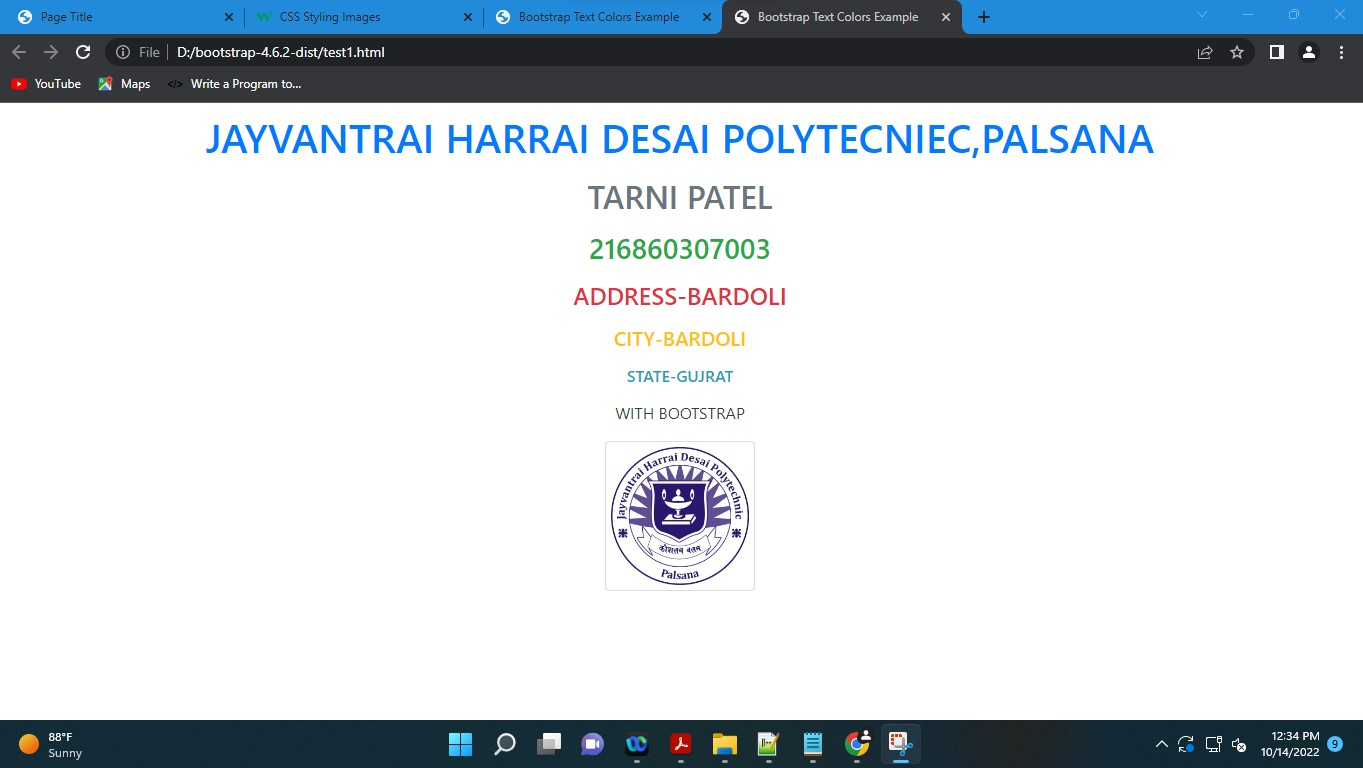 Page Title
CSS Styling Images
Bootstrap Text Colors Example
Bootstrap Text Colors Example
File D:/bootstrap-4.6.2-dist/test1.html
YouTube Maps </> Write a Program to...
JAYVANTRAI HARRAI DESAI POLYTECNIEC,PALSANA
TARNI PATEL
216860307003
ADDRESS-BARDOLI
CITY-BARDOLI
STATE-GUJRAT
WITH BOOTSTRAP
Jayvantrai Harrai Desai Polytechnic
Palsana
88°F
Sunny
12:34 PM
10/14/2022
9